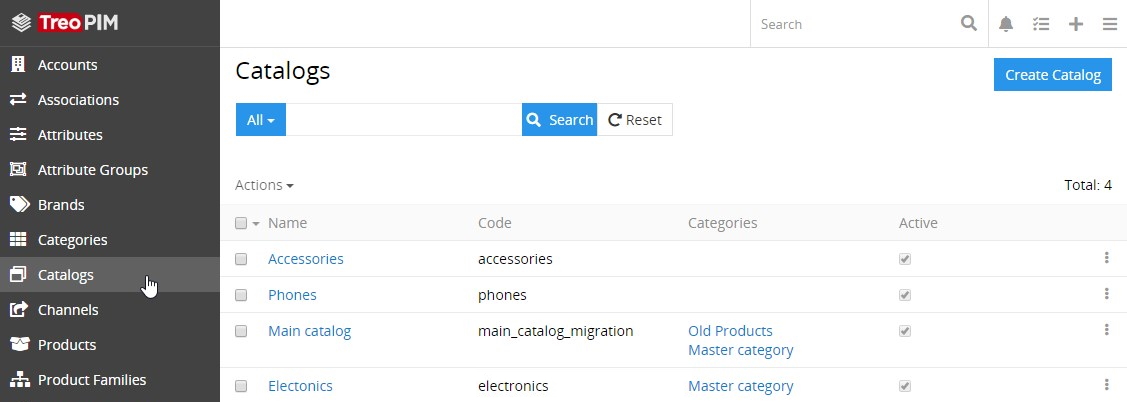 TreoPIM
Accounts
Associations
Attributes
Attribute Groups
Brands
Categories
Catalogs
Channels
Products
Product Families
Search
Catalogs
Create Catalog
All
Search
Reset
Actions
Total: 4
Name Code Categories Active
Accessories accessories
Phones phones
Main catalog main_catalog_migration Old Products
Master category
Electonics electronics Master category